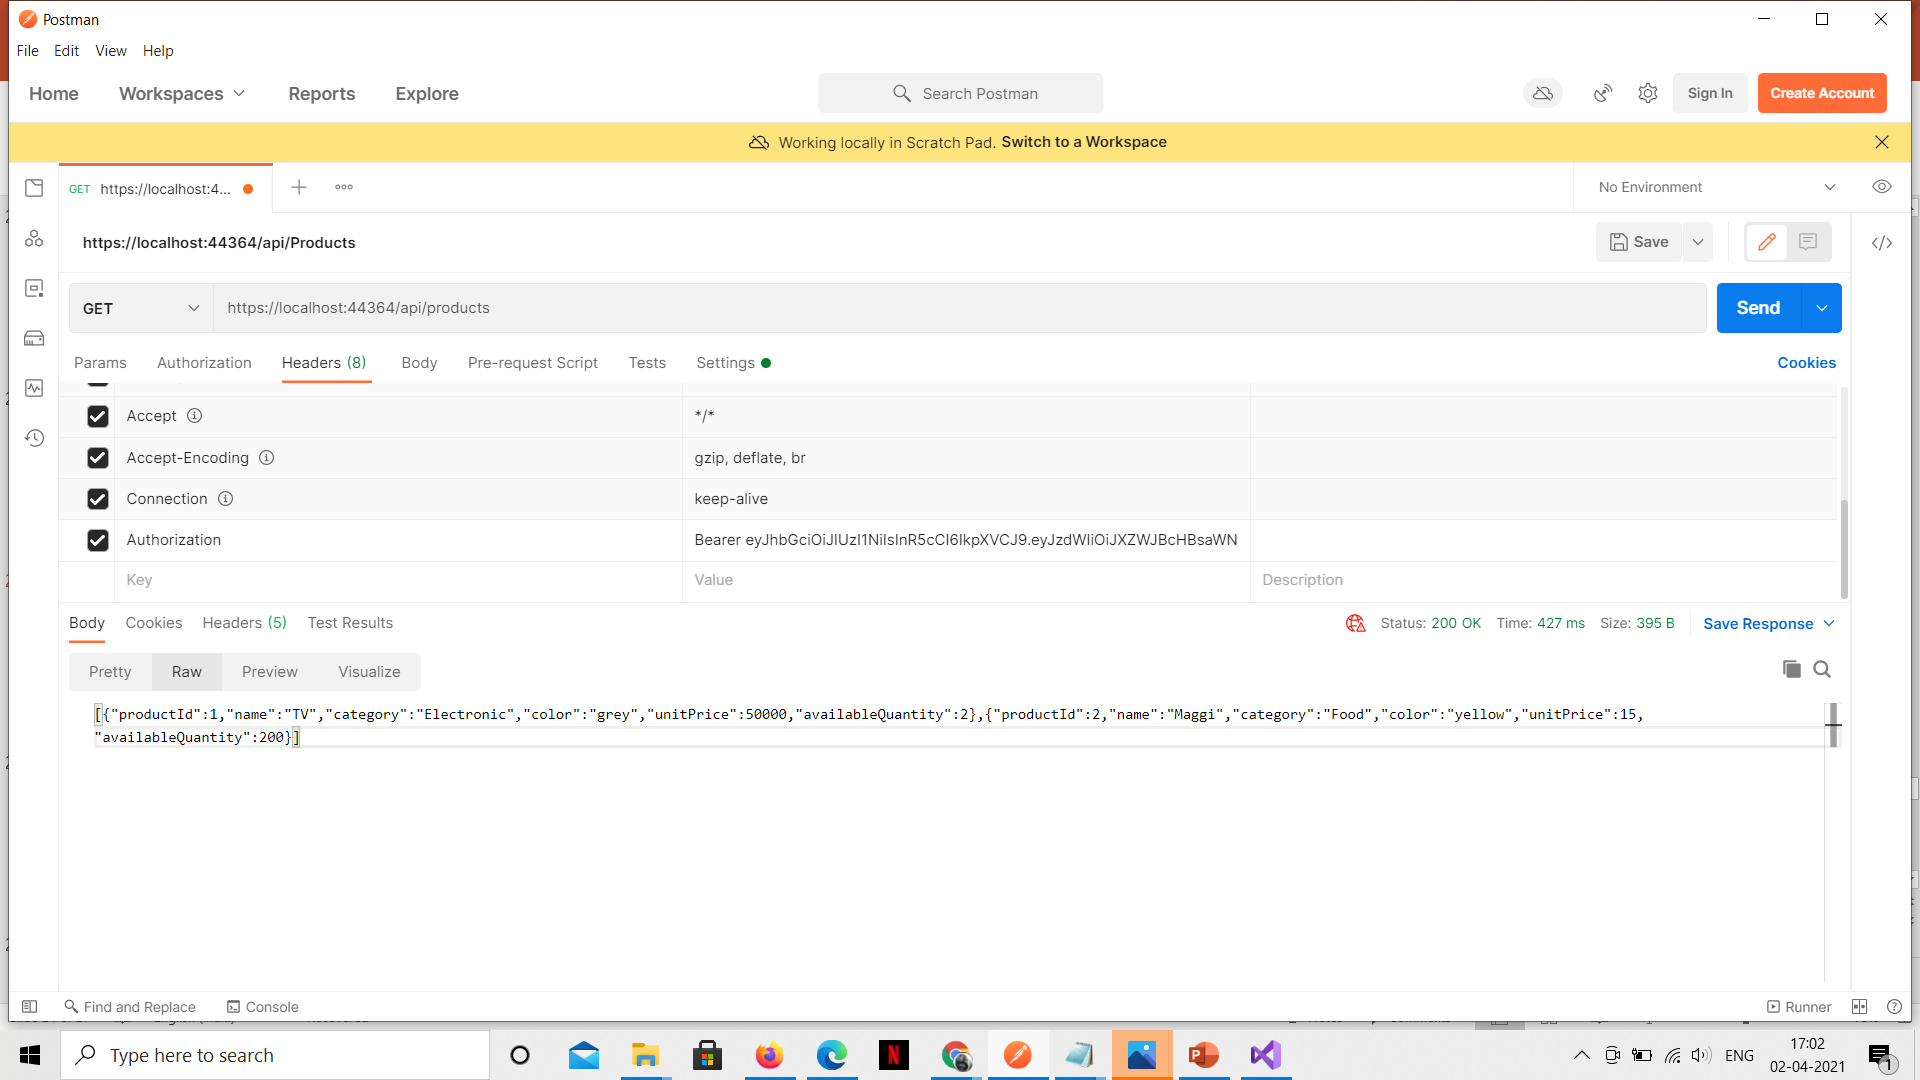 Postman
File Edit View Help
Home Workspaces Reports Explore Search Postman Sign In Create Account
Working locally in Scratch Pad. Switch to a Workspace
GET https://localhost:4... No Environment
https://localhost:44364/api/Products Save
GET https://localhost:44364/api/products Send
Params Authorization Headers (8) Body Pre-request Script Tests Settings Cookies
Accept */*
Accept-Encoding gzip, deflate, br
Connection keep-alive
Authorization Bearer eyJhbGciOiJIUzI1NiIsInR5cCI6IkpXVCJ9.eyJzdWIiOiJXZWJBcHBsaWN
Key Value Description
Body Cookies Headers (5) Test Results Status: 200 OK Time: 427 ms Size: 395 B Save Response
Pretty Raw Preview Visualize
[{"productId":1,"name":"TV","category":"Electronic","color":"grey","unitPrice":50000,"availableQuantity":2},{"productId":2,"name":"Maggi","category":"Food","color":"yellow","unitPrice":15,
"availableQuantity":200}]
Find and Replace Console Runner
Type here to search ENG 17:02
02-04-2021 1